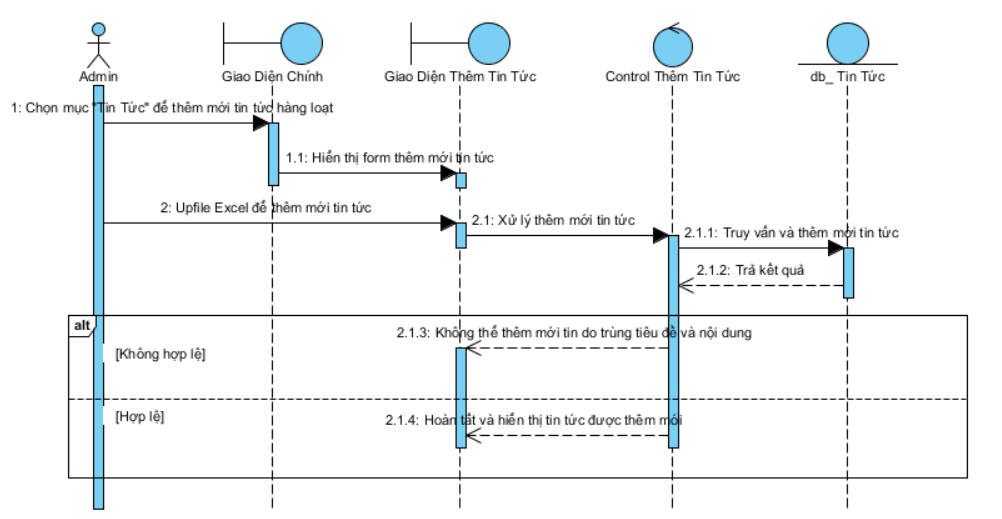 Admin
Giao Diện Chính
Giao Diện Thêm Tin Tức
Control Thêm Tin Tức
db_ Tin Tức
1: Chọn mục "Tin Tức" để thêm mới tin tức hàng loạt
1.1: Hiển thị form thêm mới tin tức
2: Upfile Excel để thêm mới tin tức
2.1: Xử lý thêm mới tin tức
2.1.1: Truy vấn và thêm mới tin tức
2.1.2: Trả kết quả
alt
2.1.3: Không thể thêm mới tin do trùng tiêu đề và nội dung
[Không hợp lệ]
[Hợp lệ]
2.1.4: Hoàn tất và hiển thị tin tức được thêm mới